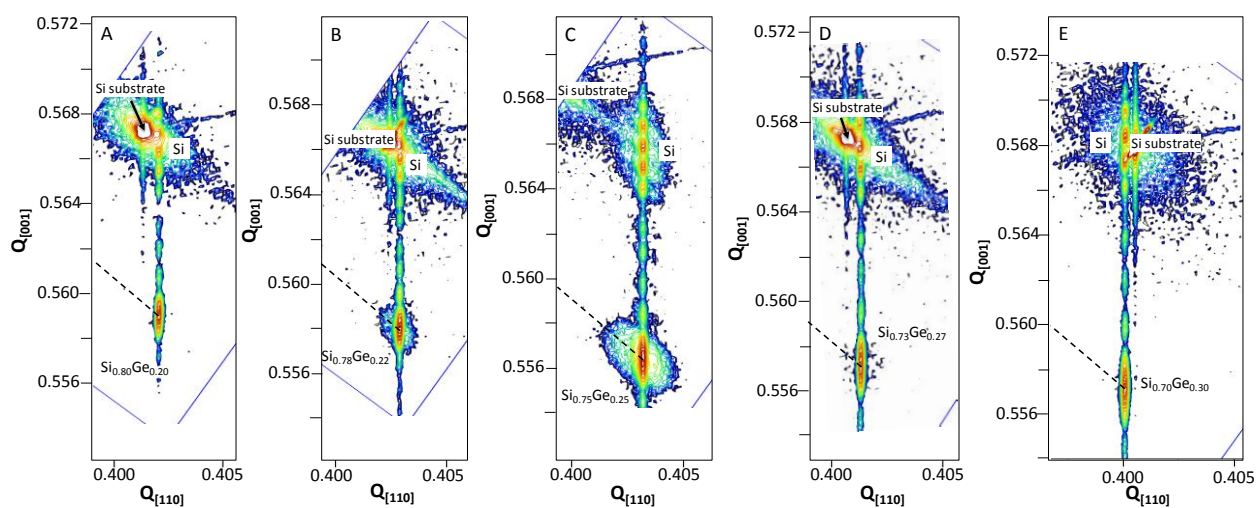 A
0.572
0.568
0.564
0.560
0.556
Q[001]
Si substrate
Si
Si0.80Ge0.20
0.400
0.405
Q[110]
B
0.568
0.564
0.560
0.556
Q[001]
Si substrate
Si
Si0.78Ge0.22
0.400
0.405
Q[110]
C
0.568
0.564
0.560
0.556
Q[001]
Si substrate
Si
Si0.75Ge0.25
0.400
0.405
Q[110]
D
0.572
0.568
0.564
0.560
0.556
Q[001]
Si substrate
Si
Si0.73Ge0.27
0.400
0.405
Q[110]
E
0.572
0.568
0.564
0.560
0.556
Q[001]
Si
Si substrate
Si0.70Ge0.30
0.400
0.405
Q[110]